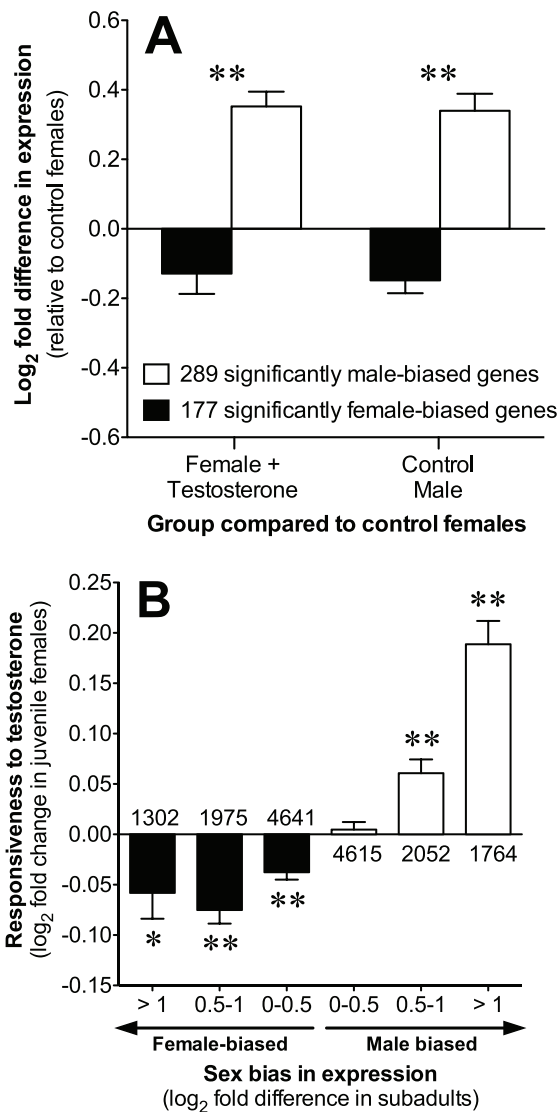 A
0.6
0.4
0.2
0.0
-0.2
-0.4
-0.6
Log2 fold difference in expression
(relative to control females)
**
**
289 significantly male-biased genes
177 significantly female-biased genes
Female +
Testosterone
Control
Male
Group compared to control females
B
0.25
0.20
0.15
0.10
0.05
0.00
-0.05
-0.10
-0.15
Responsiveness to testosterone
(log2 fold change in juvenile females)
**
**
1302 1975 4641
4615 2052 1764
*
**
**
> 1 0.5-1 0-0.5 0-0.5 0.5-1 > 1
Female-biased Male biased
Sex bias in expression
(log2 fold difference in subadults)